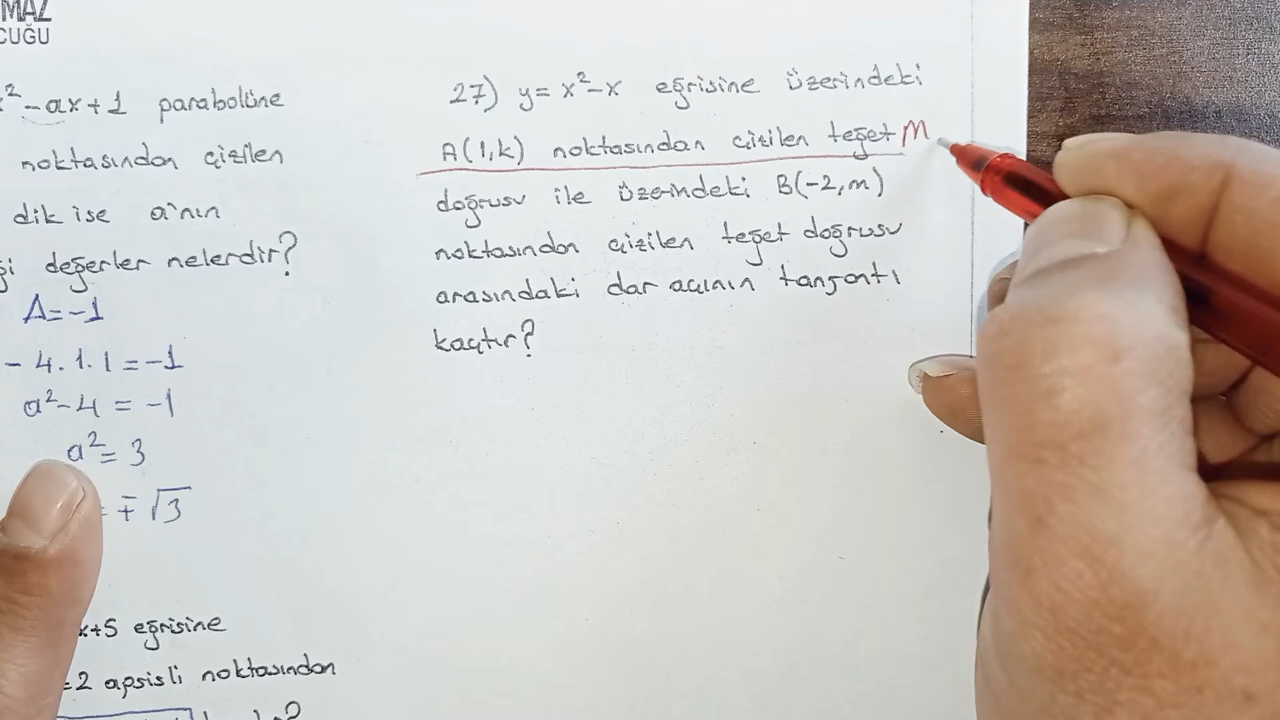 MAZ
CUĞU
x²-ax+1 parabolüne
noktasından çizilen
dik ise a'nın
değerler nelerdir?
A=-1
- 4.1.1 = -1
a²-4 = -1
a² = 3
= ∓ √3
x+5 eğrisine
=2 apsisli noktasından
27) y= x²-x eğrisine üzerindeki
A(1,k) noktasından çizilen teğet M
doğrusu ile üzerindeki B(-2,m)
noktasından çizilen teğet doğrusu
arasındaki dar açının tanjantı
kaçtır?